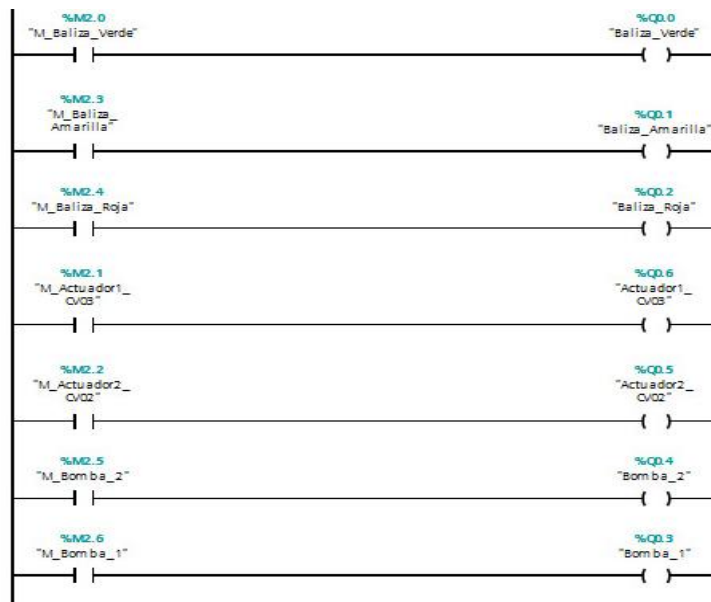 %M2.0 %Q0.0
"M_Baliza_Verde" "Baliza_Verde"
%M2.3
"M_Baliza_ %Q0.1
Amarilla" "Baliza_Amarilla"
%M2.4 %Q0.2
"M_Baliza_Roja" "Baliza_Roja"
%M2.1 %Q0.6
"M_Actuador1_ "Actuador1_
CV03" CV03"
%M2.2 %Q0.5
"M_Actuador2_ "Actuador2_
CV02" CV02"
%M2.5 %Q0.4
"M_Bomba_2" "Bomba_2"
%M2.6 %Q0.3
"M_Bomba_1" "Bomba_1"